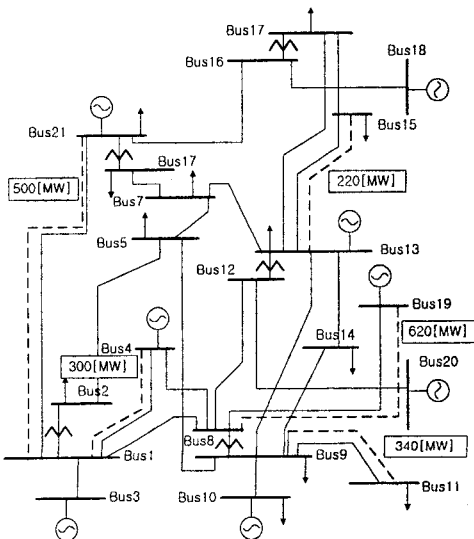 Bus17
Bus18
Bus16
Bus21
Bus15
Bus17
500[MW]
220[MW]
Bus7
Bus5
Bus13
Bus12
Bus19
Bus4
620[MW]
Bus14
300[MW]
Bus20
Bus2
Bus8
340[MW]
Bus1
Bus9
Bus3
Bus10
Bus11